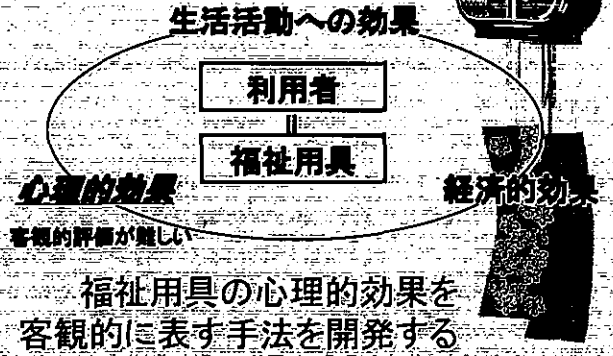 生活活動への効果
利用者
福祉用具
心理的効果
経済的効果
客観的評価が難しい
福祉用具の心理的効果を
客観的に表す手法を開発する